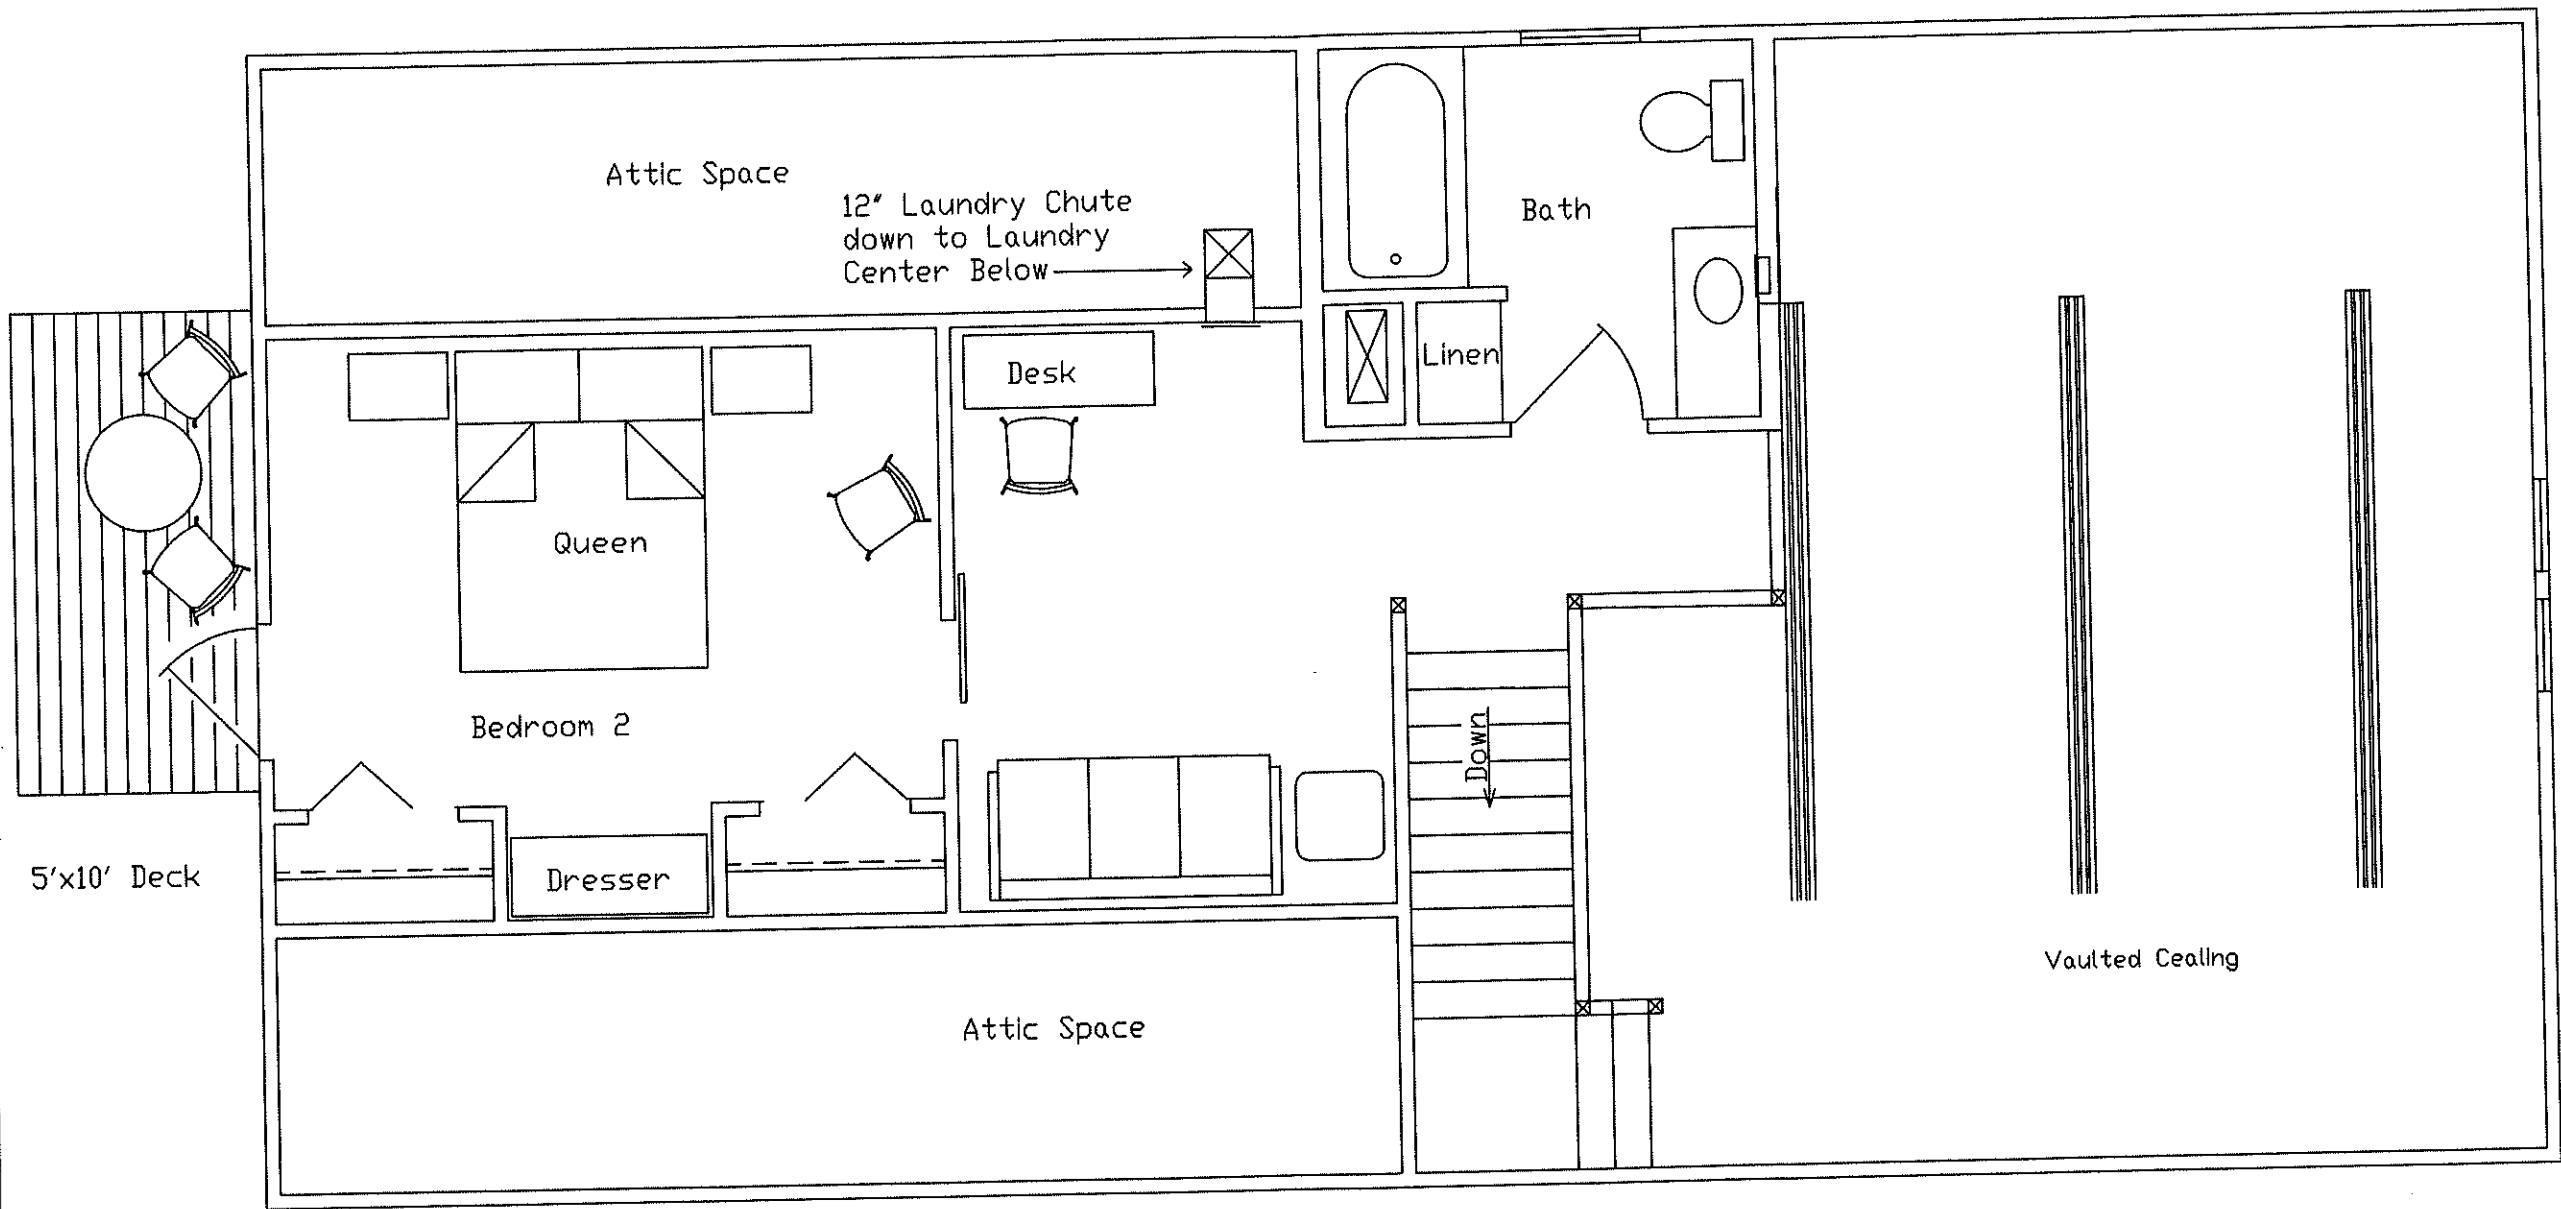 Attic Space
12" Laundry Chute
down to Laundry
Center Below
Bath
Linen
Desk
Queen
Bedroom 2
Down
5'x10' Deck
Dresser
Vaulted Cealing
Attic Space